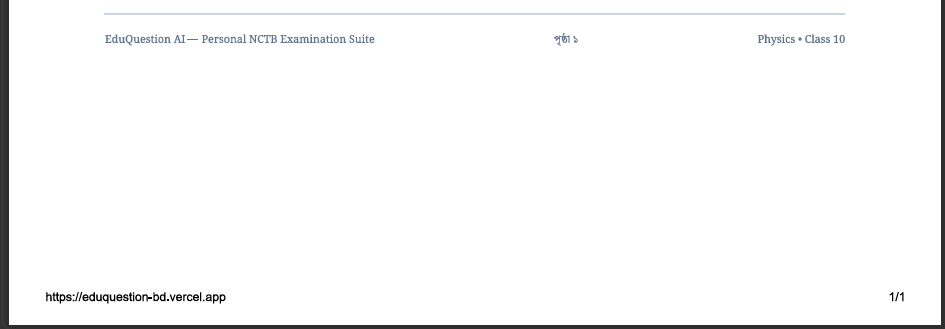 EduQuestion AI — Personal NCTB Examination Suite পৃষ্ঠা ১ Physics • Class 10
https://eduquestion-bd.vercel.app 1/1